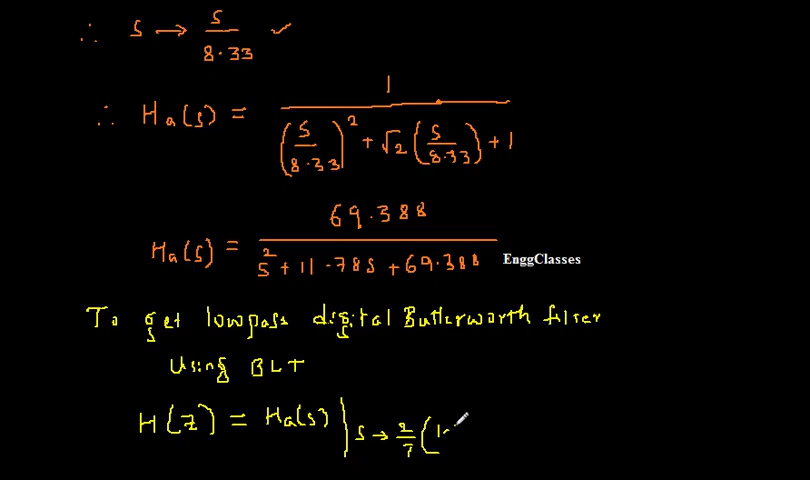 ∴ S → S / 8.33 ✓
∴ Ha(s) = 1 / ((S/8.33)² + √2 (S/8.33) + 1)
Ha(s) = 69.388 / (s² + 11.78s + 69.388)
EnggClasses
To get lowpass digital Butterworth filter
Using BLT
H(Z) = Ha(s) | s → 2/T (1-